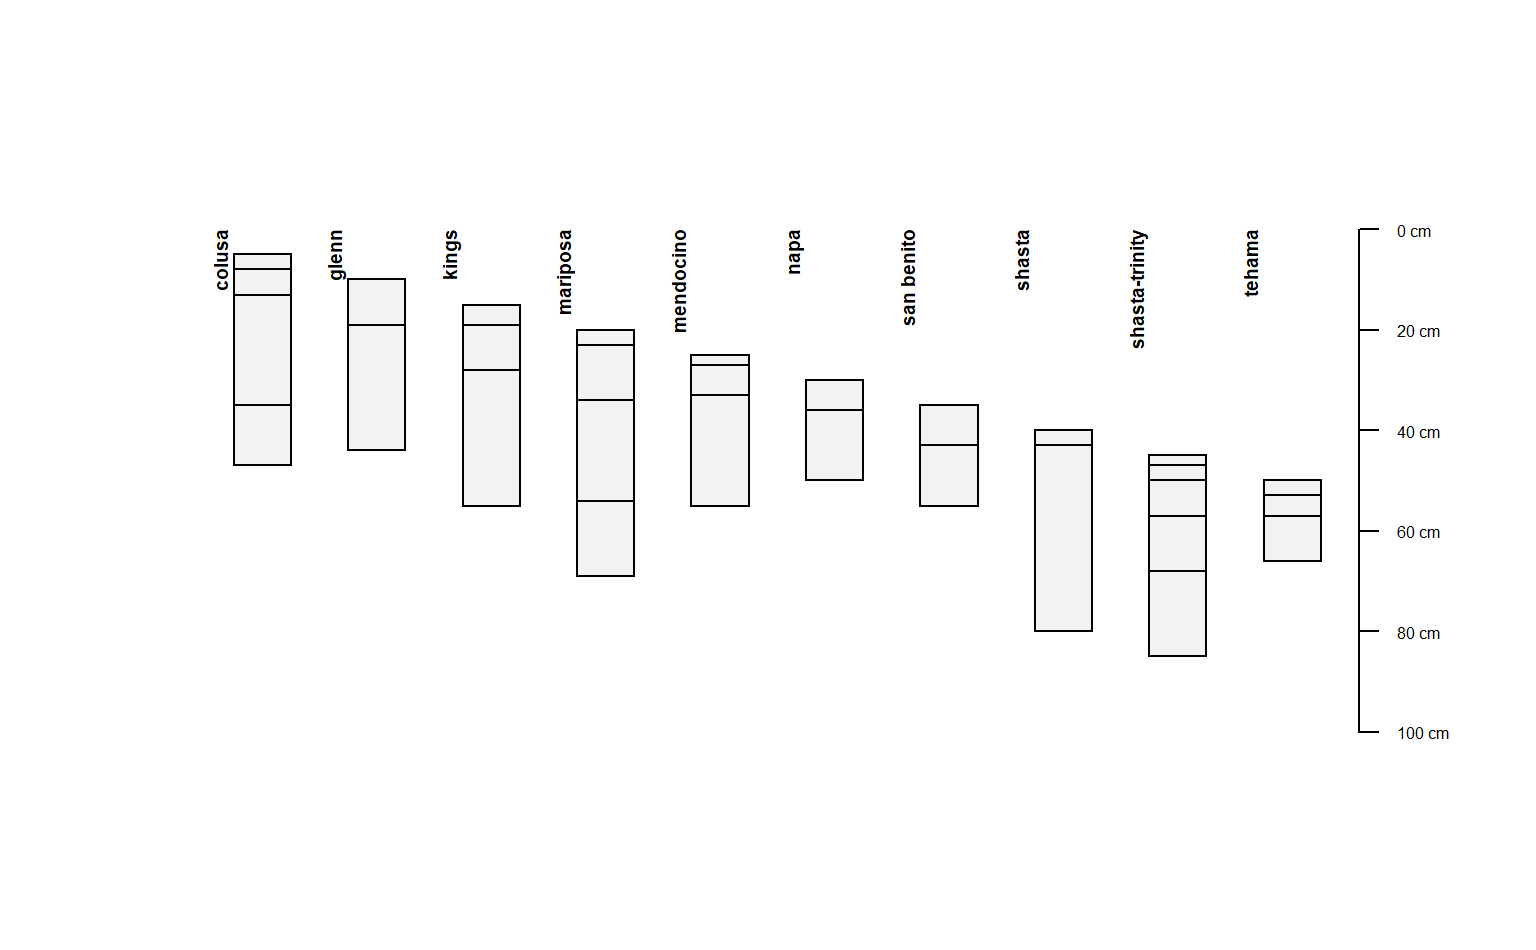 colusa
glenn
kings
mariposa
mendocino
napa
san benito
shasta
shasta-trinity
tehama
0 cm
20 cm
40 cm
60 cm
80 cm
100 cm